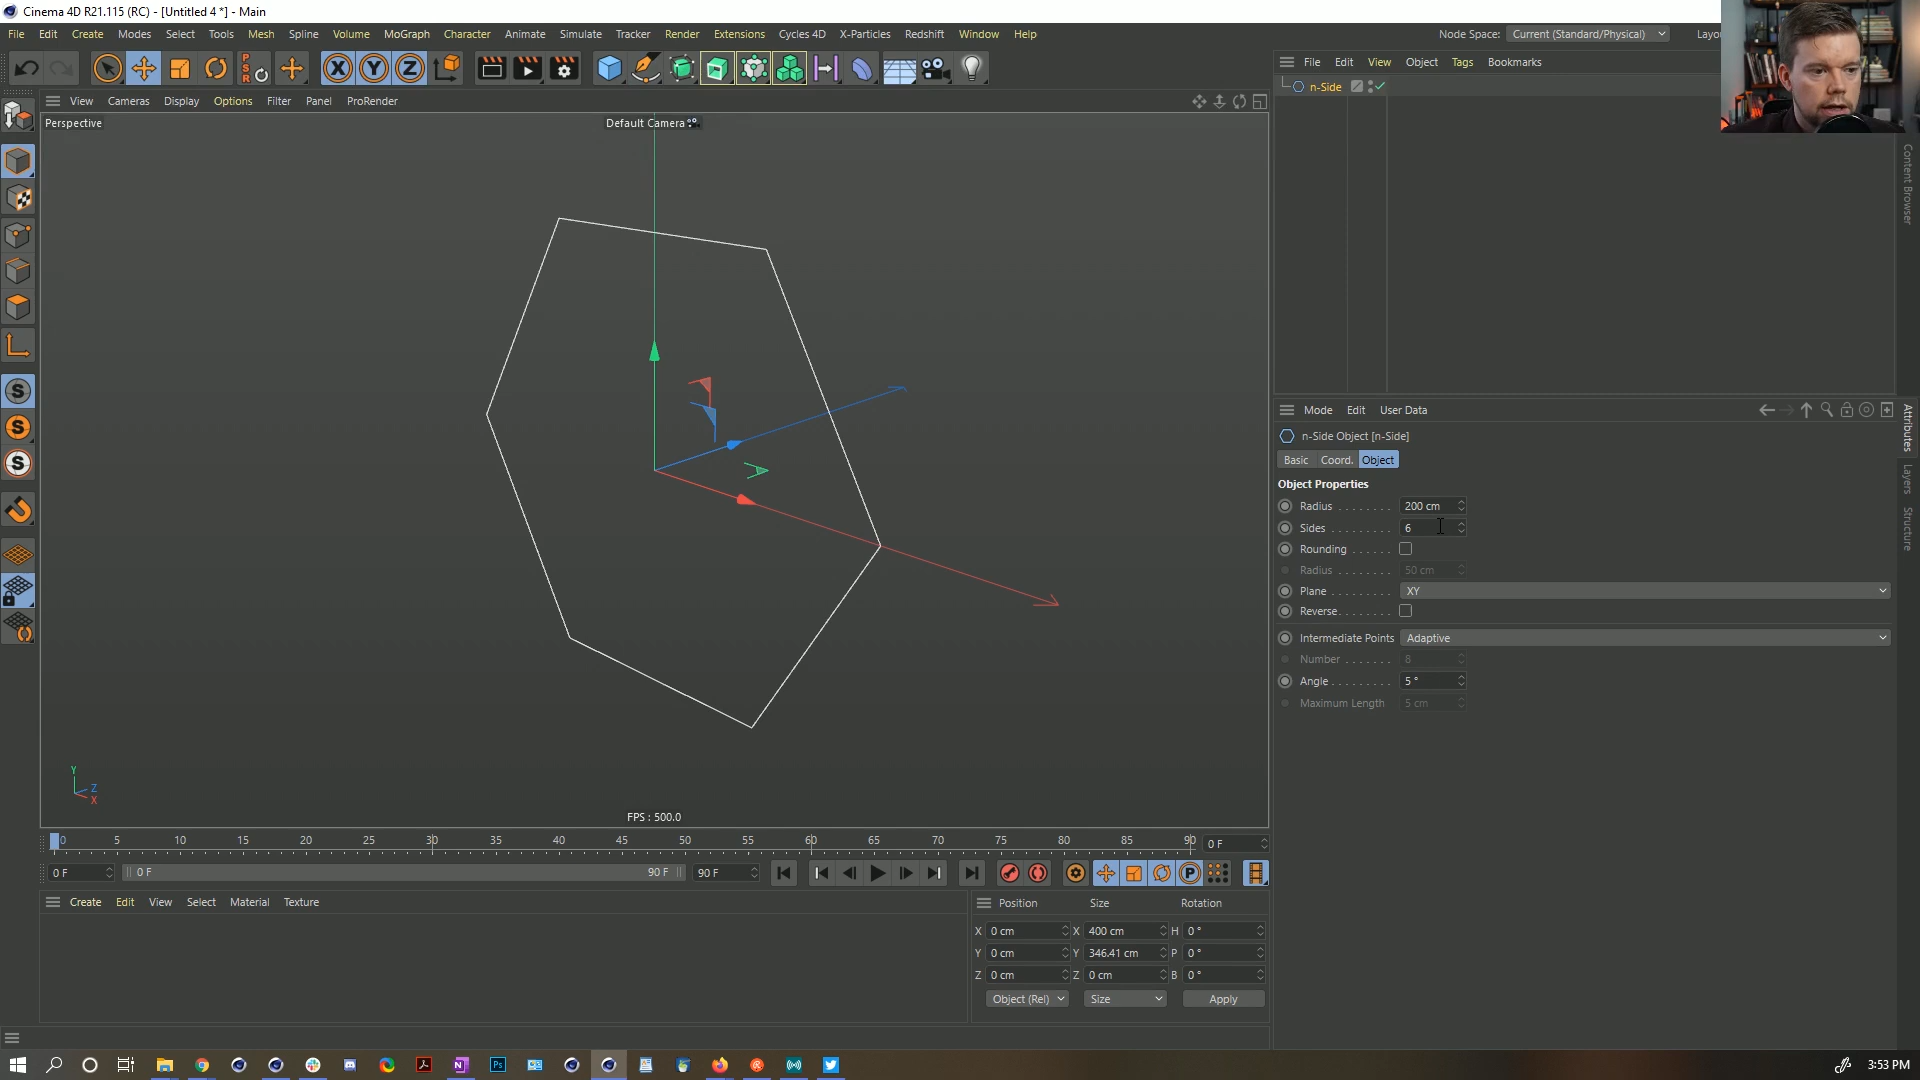 Cinema 4D R21.115 (RC) - [Untitled 4 *] - Main
File Edit Create Modes Select Tools Mesh Spline Volume MoGraph Character Animate Simulate Tracker Render Extensions Cycles 4D X-Particles Redshift Window Help
Node Space: Current (Standard/Physical) Layou
PSR X Y Z
File Edit View Object Tags Bookmarks
n-Side
View Cameras Display Options Filter Panel ProRender
Perspective
Default Camera
Content Browser
Mode Edit User Data
n-Side Object [n-Side]
Basic Coord. Object
Object Properties
Radius . . . . . . . . 200 cm
Sides . . . . . . . . . 6
Rounding . . . . . .
Radius . . . . . . . . 50 cm
Plane . . . . . . . . . XY
Reverse. . . . . . . .
Intermediate Points Adaptive
Number . . . . . . . 8
Angle . . . . . . . . . 5 °
Maximum Length 5 cm
Attributes
Layers
Structure
S
S
S
Y
Z
X
FPS : 500.0
0 5 10 15 20 25 30 35 40 45 50 55 60 65 70 75 80 85 90 0 F
0 F 0 F 90 F 90 F P
Create Edit View Select Material Texture
Position Size Rotation
X 0 cm X 400 cm H 0 °
Y 0 cm Y 346.41 cm P 0 °
Z 0 cm Z 0 cm B 0 °
Object (Rel) Size Apply
N Ps
3:53 PM